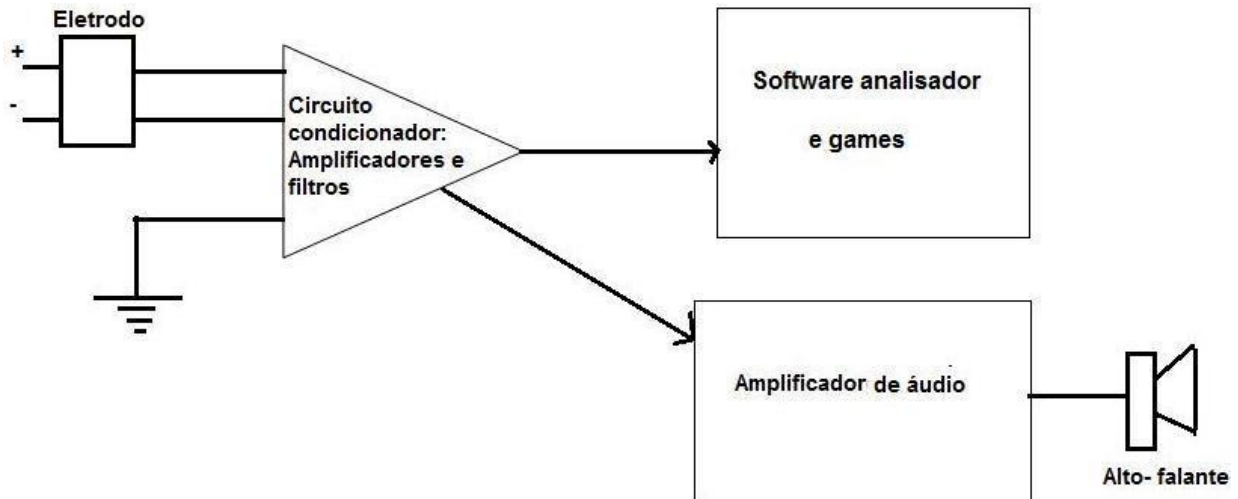 Eletrodo
+
-
Circuito
condicionador:
Amplificadores e
filtros
Software analisador
e games
Amplificador de áudio
Alto- falante